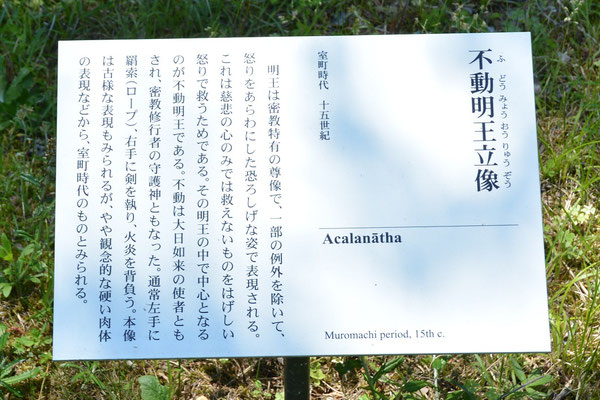 不動明王立像
ふどうみょうおうりゅうぞう
室町時代　十五世紀
Acalanātha
Muromachi period, 15th c.
明王は密教特有の尊像で、一部の例外を除いて、
怒りをあらわにした恐ろしげな姿で表現される。
これは慈悲の心のみでは救えないものをはげしい
怒りで救うためである。その明王の中で中心となる
のが不動明王である。不動は大日如来の使者とも
され、密教修行者の守護神ともなった。通常左手に
羂索（ロープ）、右手に剣を執り、火炎を背負う。本像
は古様な表現もみられるが、やや観念的な硬い肉体
の表現などから、室町時代のものとみられる。